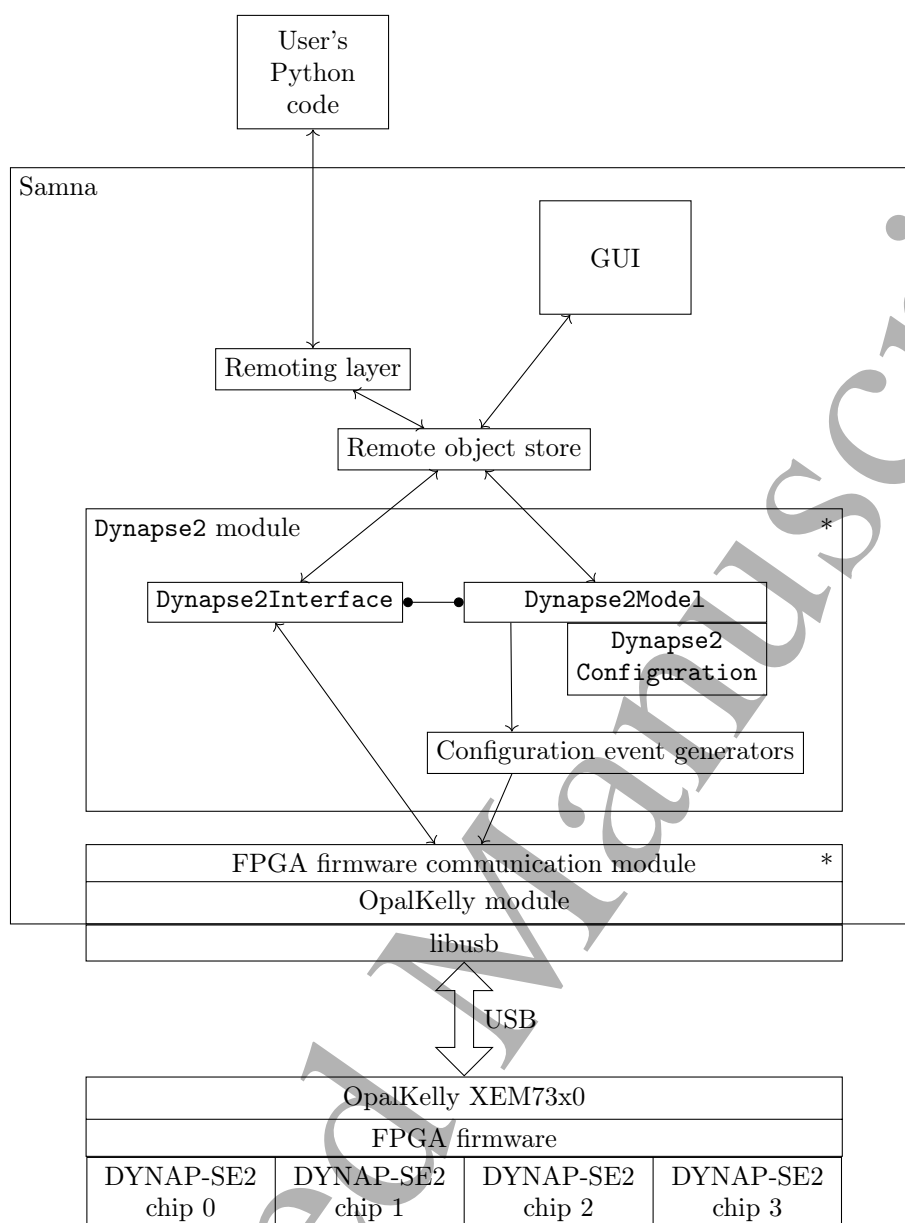 User's
Python
code
Samna
GUI
Remoting layer
Remote object store
Dynapse2 module *
Dynapse2Interface
Dynapse2Model
Dynapse2
Configuration
Configuration event generators
FPGA firmware communication module *
OpalKelly module
libusb
USB
OpalKelly XEM73x0
FPGA firmware
DYNAP-SE2 DYNAP-SE2 DYNAP-SE2 DYNAP-SE2
chip 0 chip 1 chip 2 chip 3
ed Manuscri